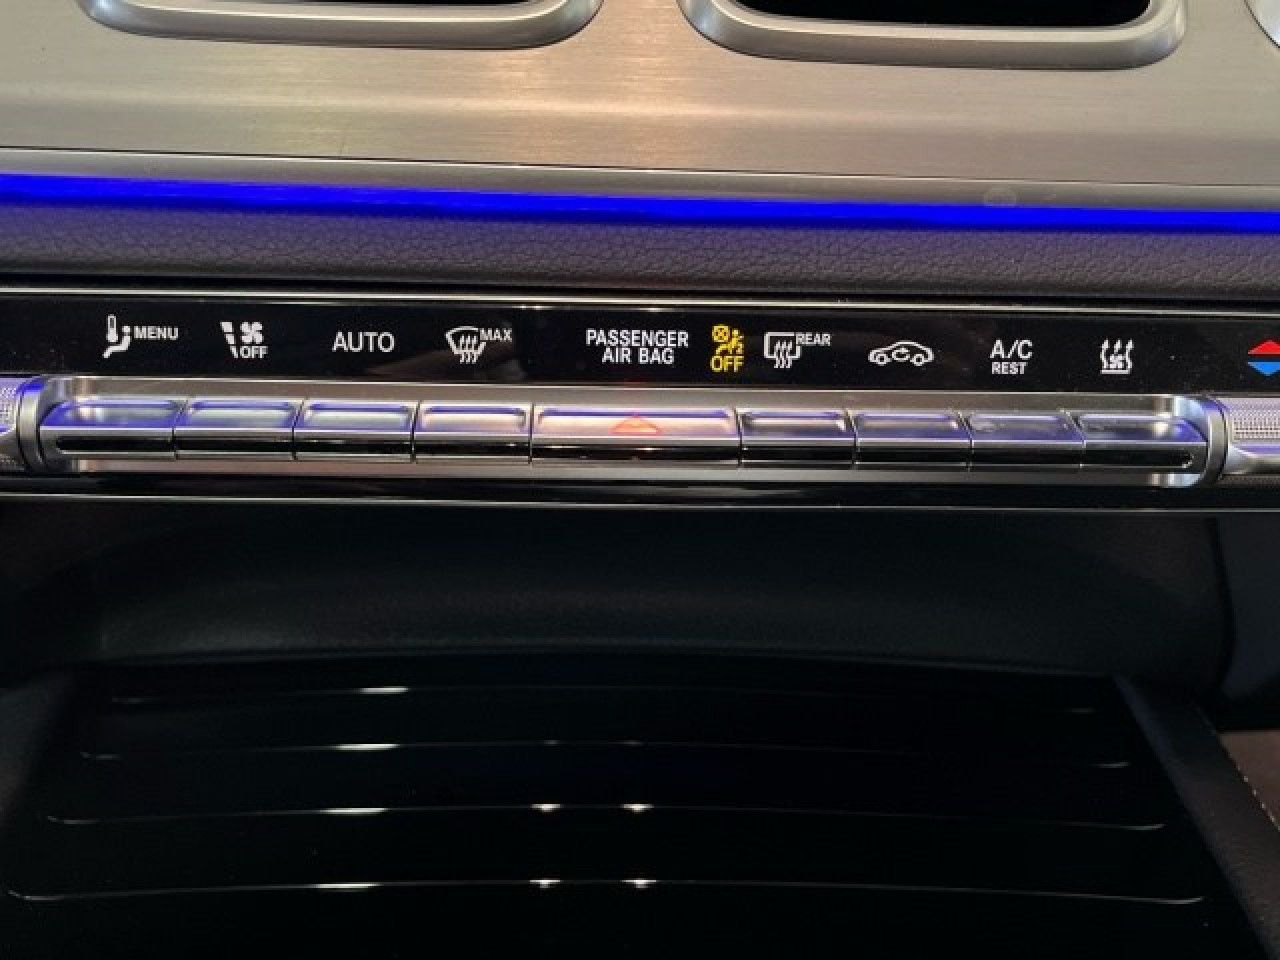 MENU
OFF
AUTO
MAX
PASSENGER
AIR BAG
OFF
REAR
A/C
REST